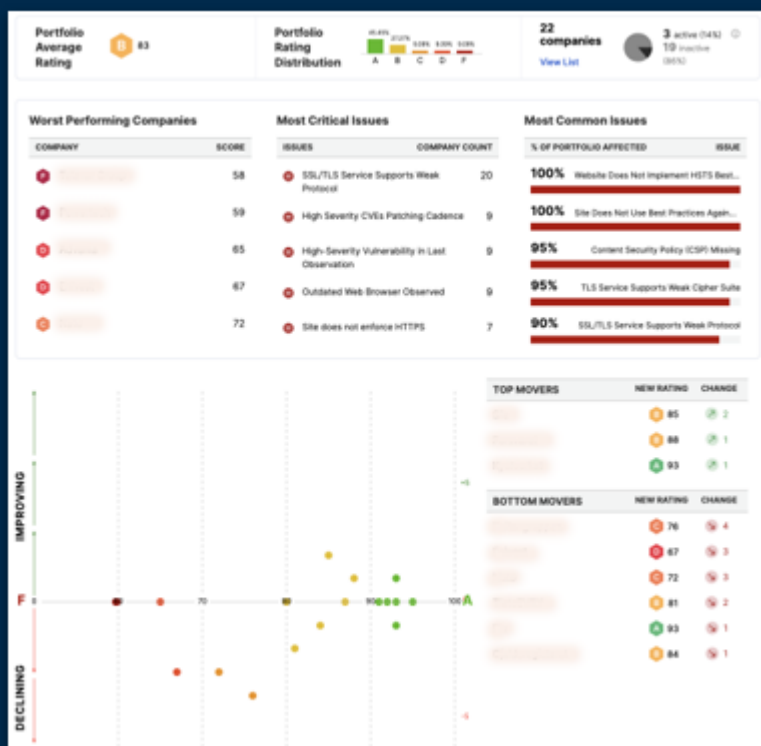 Portfolio
Average
Rating
B 83
Portfolio
Rating
Distribution
A B C D F
22
companies
View List
3 active (14%)
19 inactive
(86%)
Worst Performing Companies
COMPANY SCORE
F 58
F 59
D 65
D 67
C 72
Most Critical Issues
ISSUES COMPANY COUNT
SSL/TLS Service Supports Weak 20
Protocol
High Severity CVEs Patching Cadence 9
High-Severity Vulnerability in Last 9
Observation
Outdated Web Browser Observed 9
Site does not enforce HTTPS 7
Most Common Issues
% OF PORTFOLIO AFFECTED ISSUE
100% Website Does Not Implement HSTS Best...
100% Site Does Not Use Best Practices Again...
95% Content Security Policy (CSP) Missing
95% TLS Service Supports Weak Cipher Suite
90% SSL/TLS Service Supports Weak Protocol
IMPROVING
DECLINING
F 0 70 80 90 100 A
TOP MOVERS NEW RATING CHANGE
B 85 2
B 88 1
A 93 1
BOTTOM MOVERS NEW RATING CHANGE
C 76 4
D 67 3
C 72 3
B 81 2
A 93 1
B 84 1